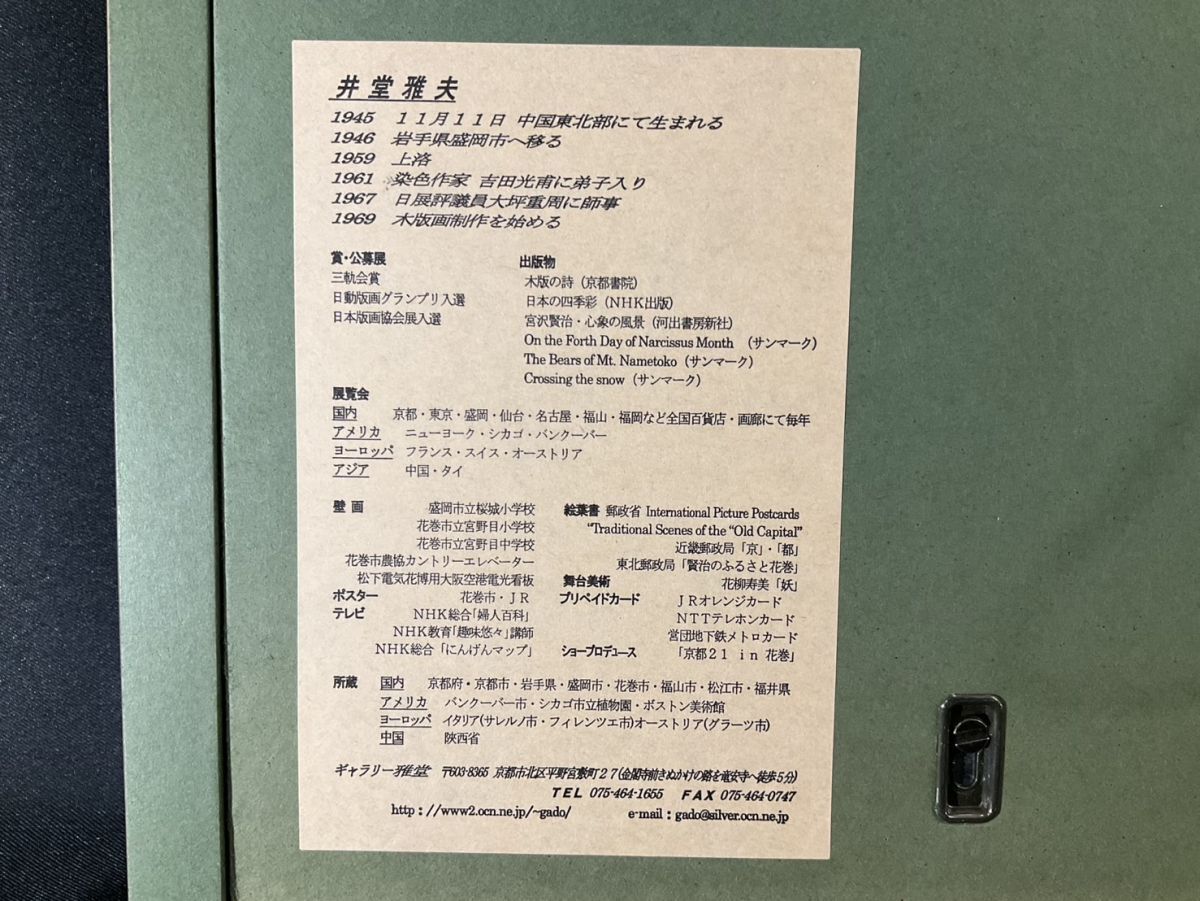 井堂雅夫
1945 11月11日 中国東北部にて生まれる
1946 岩手県盛岡市へ移る
1959 上洛
1961 染色作家 吉田光甫に弟子入り
1967 日展評議員大坪重周に師事
1969 木版画制作を始める
賞・公募展
三軌会賞
日動版画グランプリ入選
日本版画協会展入選
出版物
木版の詩（京都書院）
日本の四季彩（NHK出版）
宮沢賢治・心象の風景（河出書房新社）
On the Forth Day of Narcissus Month （サンマーク）
The Bears of Mt. Nametoko（サンマーク）
Crossing the snow（サンマーク）
展覧会
国内 京都・東京・盛岡・仙台・名古屋・福山・福岡など全国百貨店・画廊にて毎年
アメリカ ニューヨーク・シカゴ・バンクーバー
ヨーロッパ フランス・スイス・オーストリア
アジア 中国・タイ
壁画 盛岡市立桜城小学校
花巻市立宮野目小学校
花巻市立宮野目中学校
花巻市農協カントリーエレベーター
松下電気花博用大阪空港電光看板
ポスター 花巻市・JR
テレビ NHK総合「婦人百科」
NHK教育「趣味悠々」講師
NHK総合「にんげんマップ」
絵葉書 郵政省 International Picture Postcards
"Traditional Scenes of the "Old Capital"
近畿郵政局「京」・「都」
東北郵政局「賢治のふるさと花巻」
舞台美術 花柳寿美「妖」
プリペイドカード JRオレンジカード
NTTテレホンカード
営団地下鉄メトロカード
ショープロデュース 「京都21 in 花巻」
所蔵 国内 京都府・京都市・岩手県・盛岡市・花巻市・福山市・松江市・福井県
アメリカ バンクーバー市・シカゴ市立植物園・ボストン美術館
ヨーロッパ イタリア(サレルノ市・フィレンツエ市)オーストリア(グラーツ市)
中国 陝西省
ギャラリー雅堂 〒603-8365 京都市北区平野宮敷町27(金閣寺前きぬかけの路を竜安寺へ徒歩5分)
TEL 075-464-1655 FAX 075-464-0747
http://www2.ocn.ne.jp/~gado/ e-mail：gado@silver.ocn.ne.jp